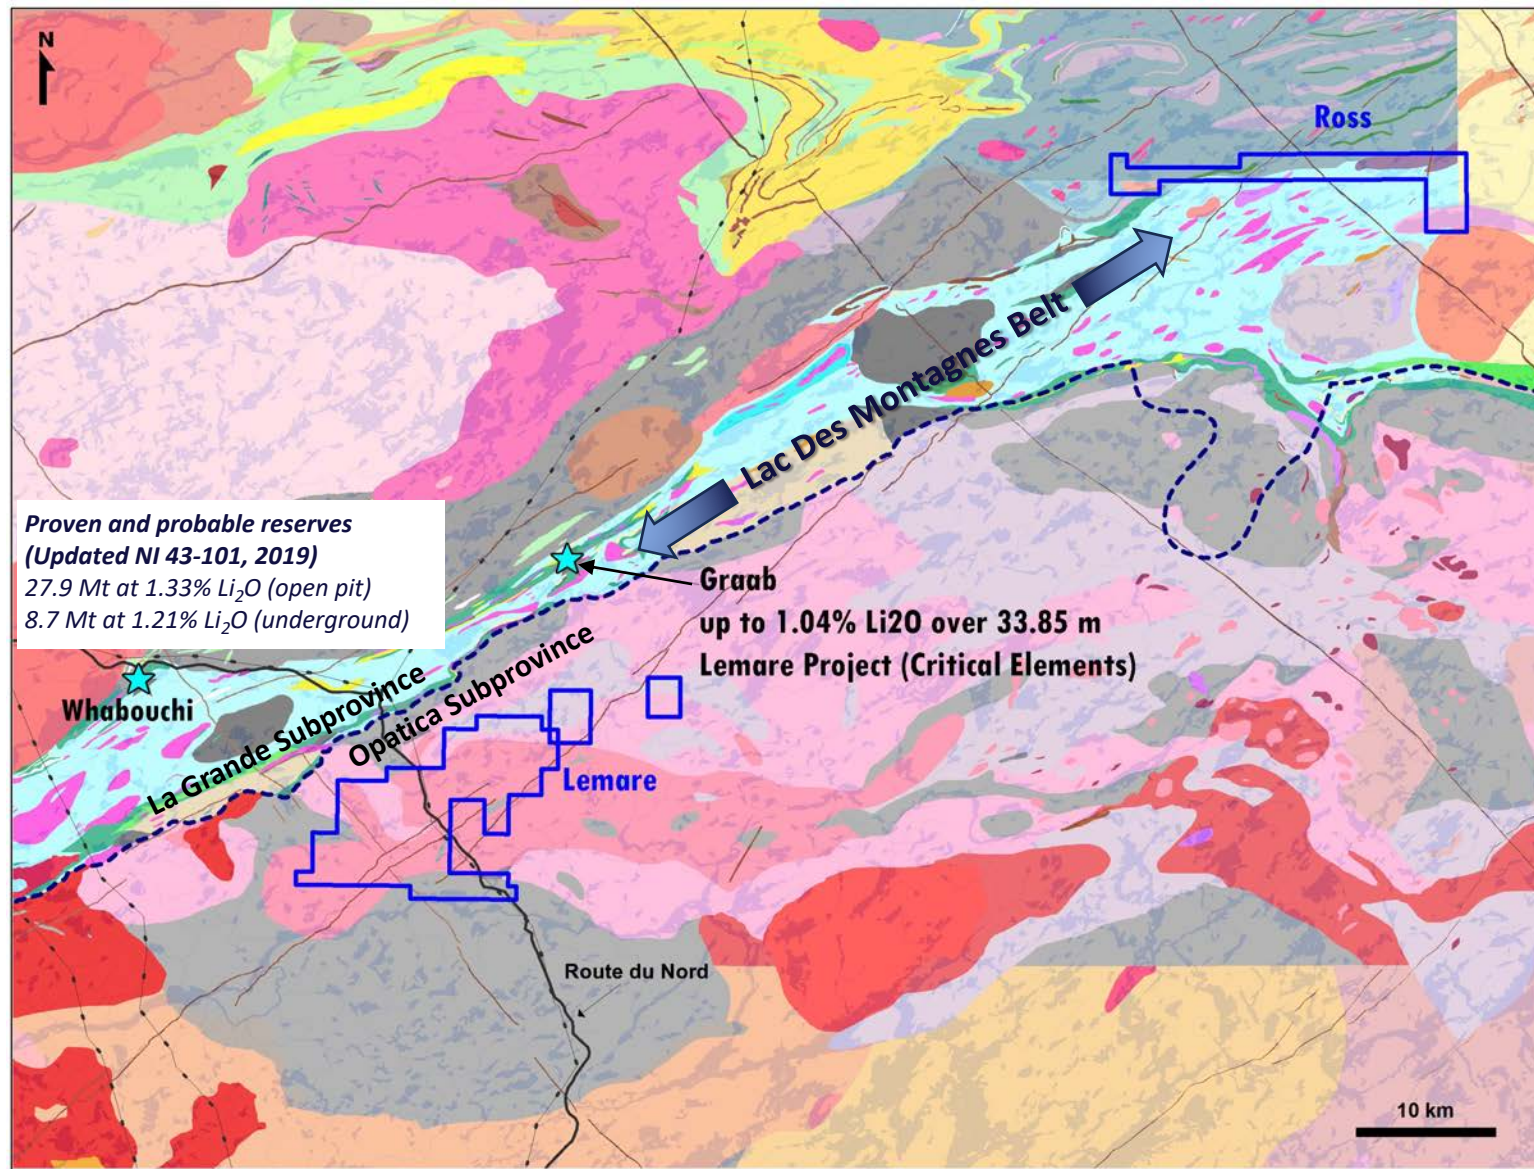 N
Ross
Lac Des Montagnes Belt
Proven and probable reserves
(Updated NI 43-101, 2019)
27.9 Mt at 1.33% Li₂O (open pit)
8.7 Mt at 1.21% Li₂O (underground)
Graab
up to 1.04% Li2O over 33.85 m
Lemare Project (Critical Elements)
Whabouchi
La Grande Subprovince
Opatica Subprovince
Lemare
Route du Nord
10 km